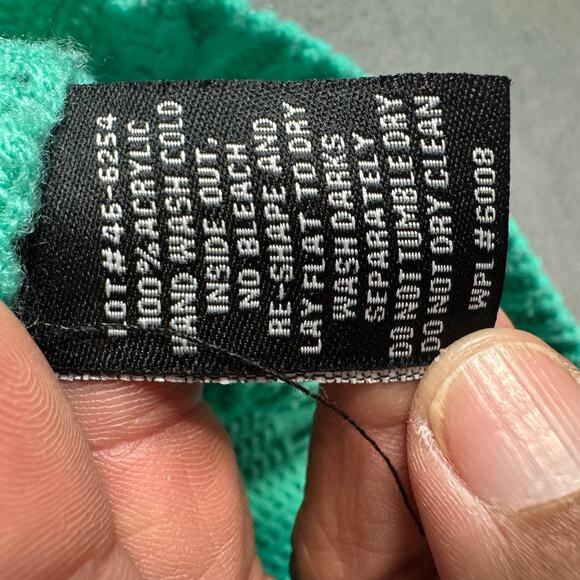 LOT#46-6254
100% ACRYLIC
HAND WASH COLD
INSIDE OUT,
NO BLEACH
RE-SHAPE AND
LAY FLAT TO DRY
WASH DARKS
SEPARATELY
DO NOT TUMBLE DRY
DO NOT DRY CLEAN
WPL #6008